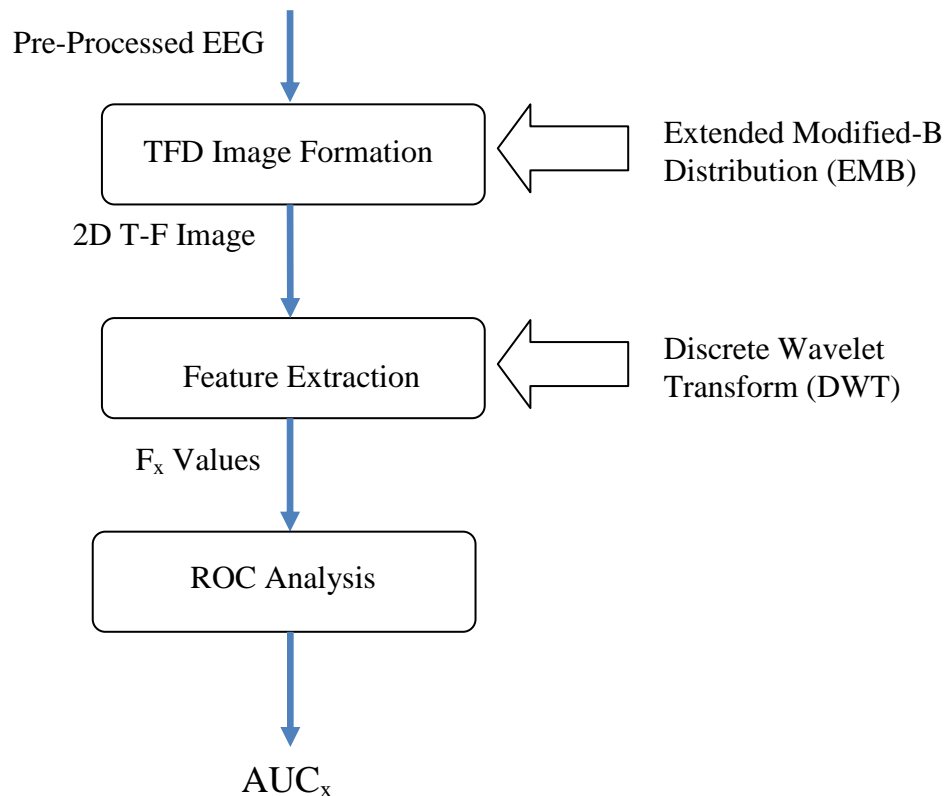 Pre-Processed EEG
TFD Image Formation
Extended Modified-B
Distribution (EMB)
2D T-F Image
Feature Extraction
Discrete Wavelet
Transform (DWT)
Fₓ Values
ROC Analysis
AUCₓ